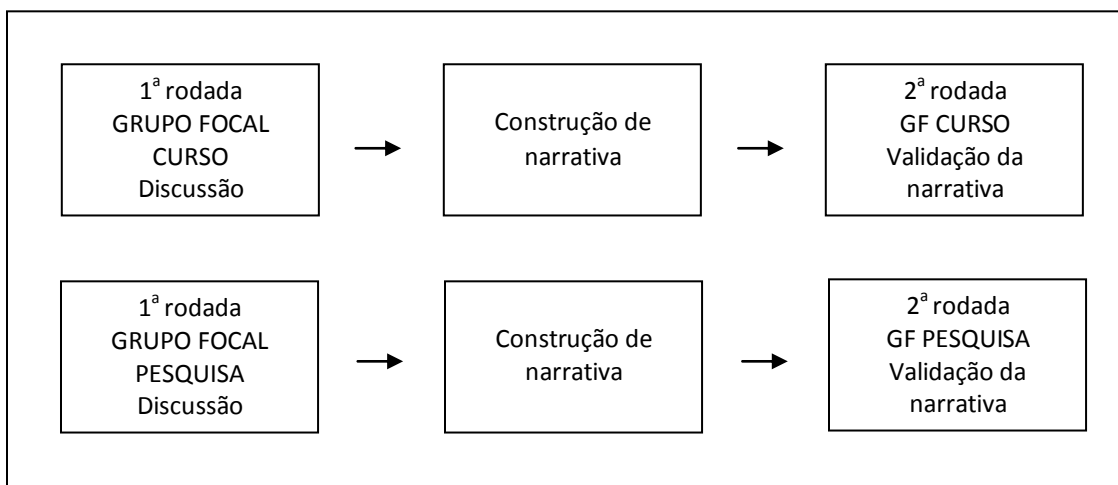 1ª rodada
GRUPO FOCAL
CURSO
Discussão
Construção de
narrativa
2ª rodada
GF CURSO
Validação da
narrativa
1ª rodada
GRUPO FOCAL
PESQUISA
Discussão
Construção de
narrativa
2ª rodada
GF PESQUISA
Validação da
narrativa